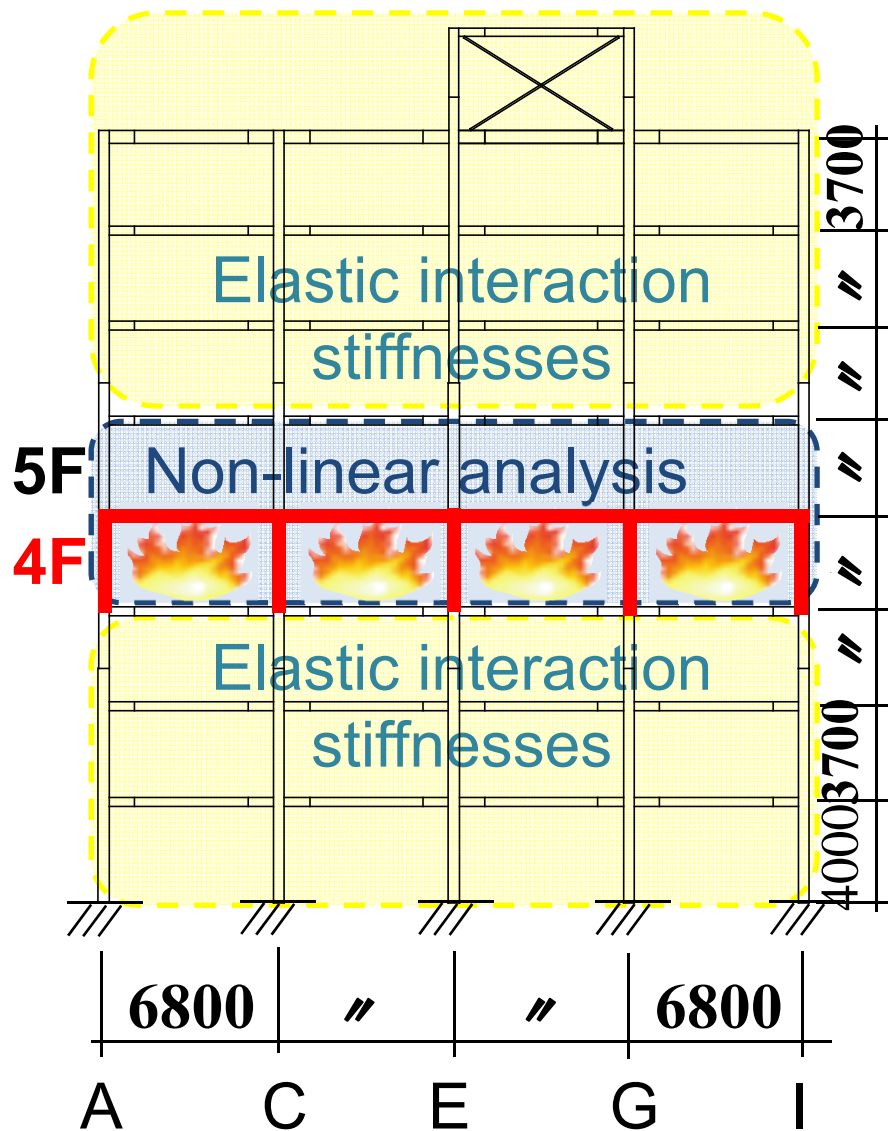 3700
Elastic interaction
stiffnesses
〃
〃
5F
Non-linear analysis
〃
4F
〃
Elastic interaction
stiffnesses
〃
3700
4000
6800
〃
〃
6800
A
C
E
G
I